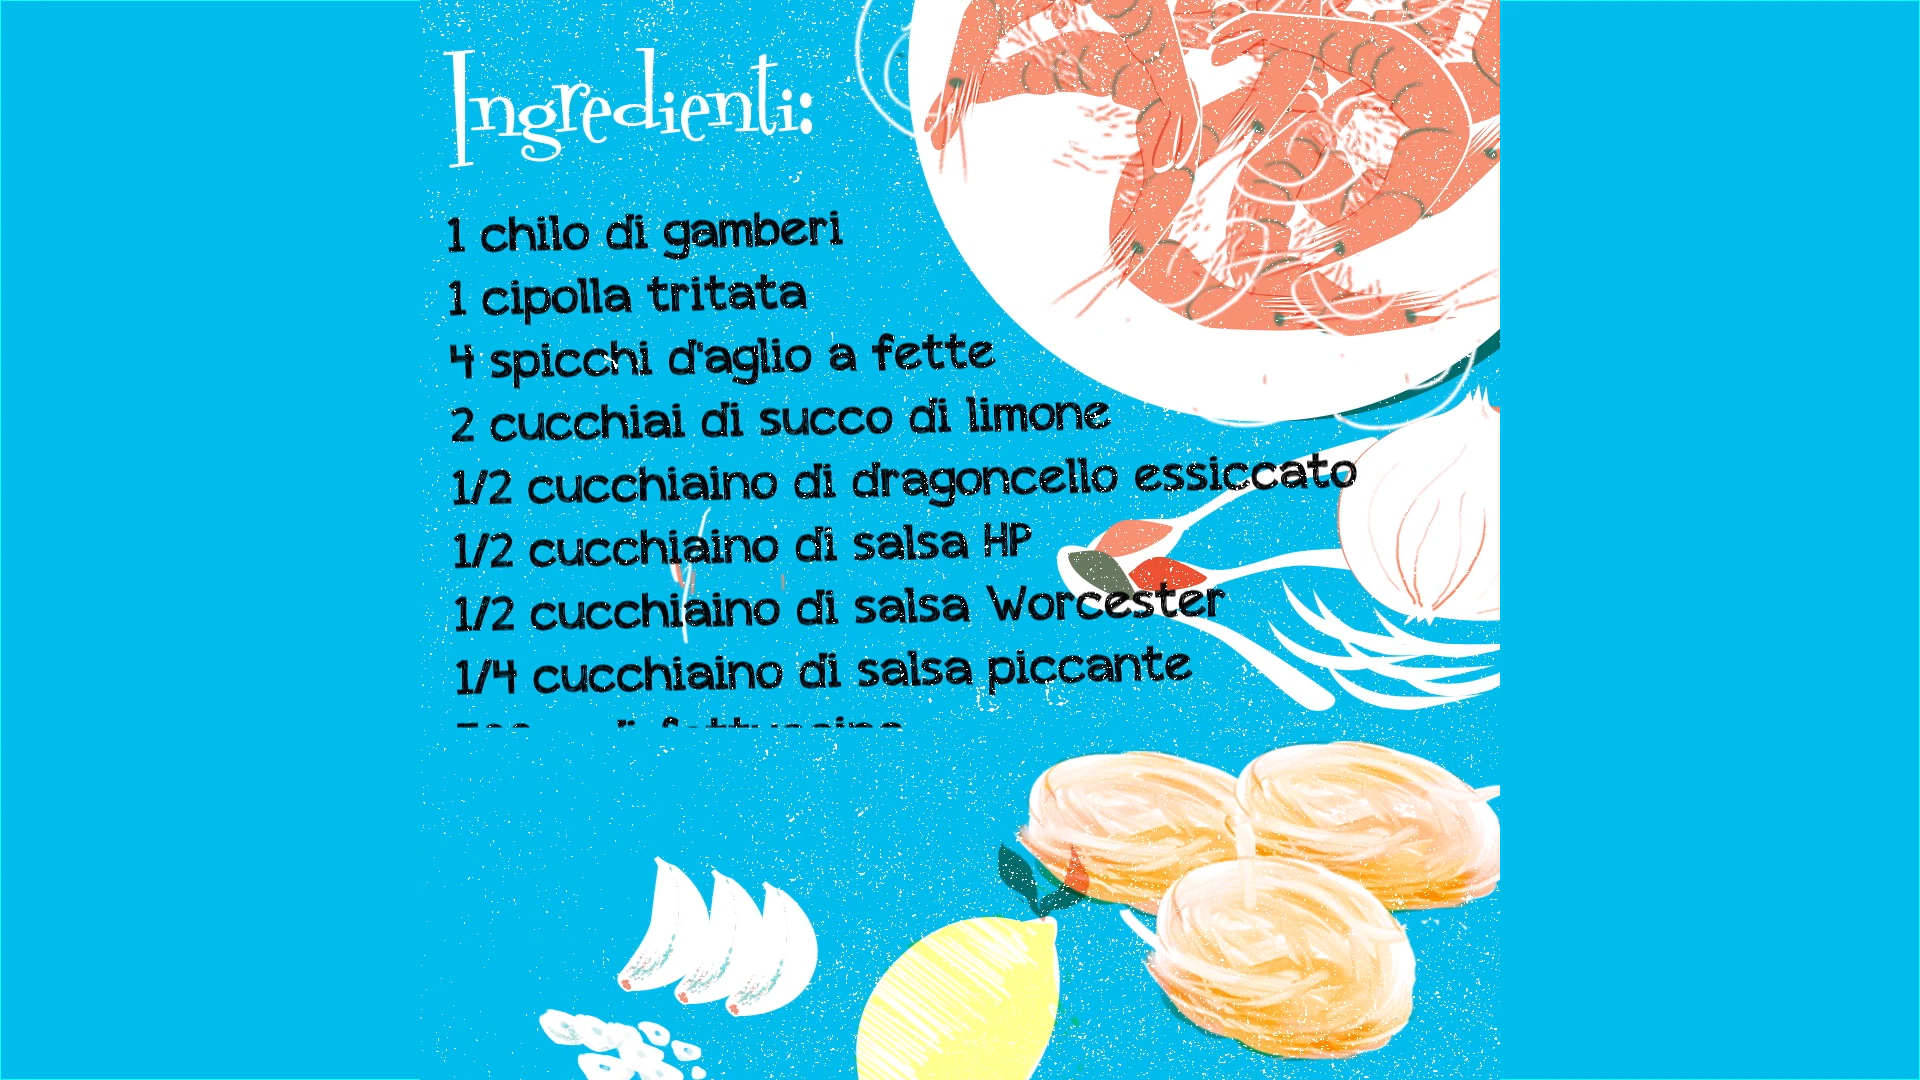 Ingredienti:
1 chilo di gamberi
1 cipolla tritata
4 spicchi d'aglio a fette
2 cucchiai di succo di limone
1/2 cucchiaino di dragoncello essiccato
1/2 cucchiaino di salsa HP
1/2 cucchiaino di salsa Worcester
1/4 cucchiaino di salsa piccante